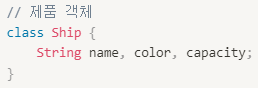 // 제품 객체
class Ship {
    String name, color, capacity;
}